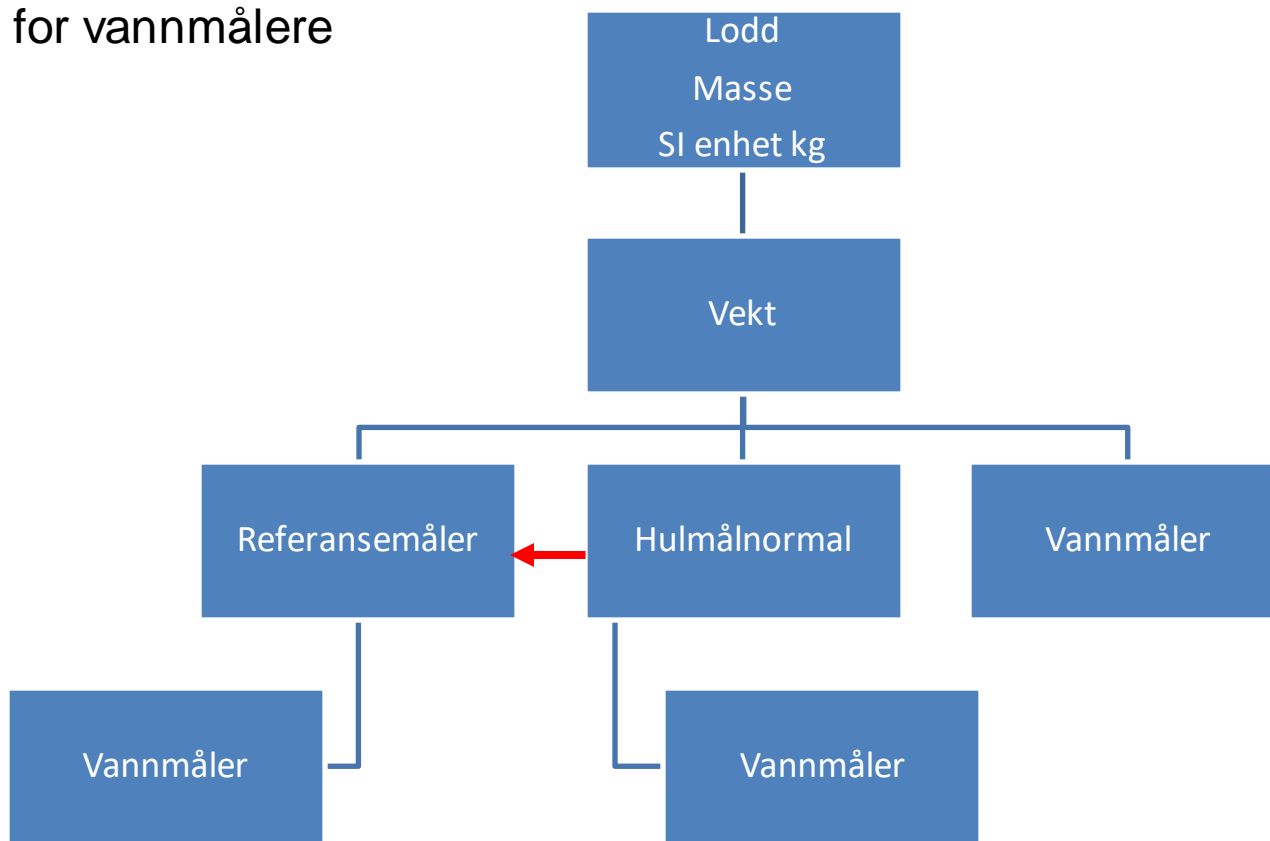 for vannmålere
Lodd
Masse
SI enhet kg
Vekt
Referansemåler
Hulmålnormal
Vannmåler
Vannmåler
Vannmåler